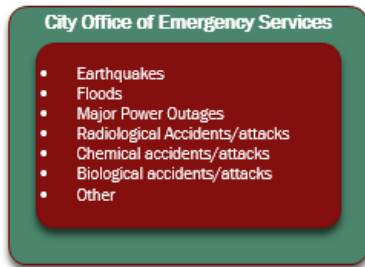 City Office of Emergency Services
• Earthquakes
• Floods
• Major Power Outages
• Radiological Accidents/attacks
• Chemical accidents/attacks
• Biological accidents/attacks
• Other